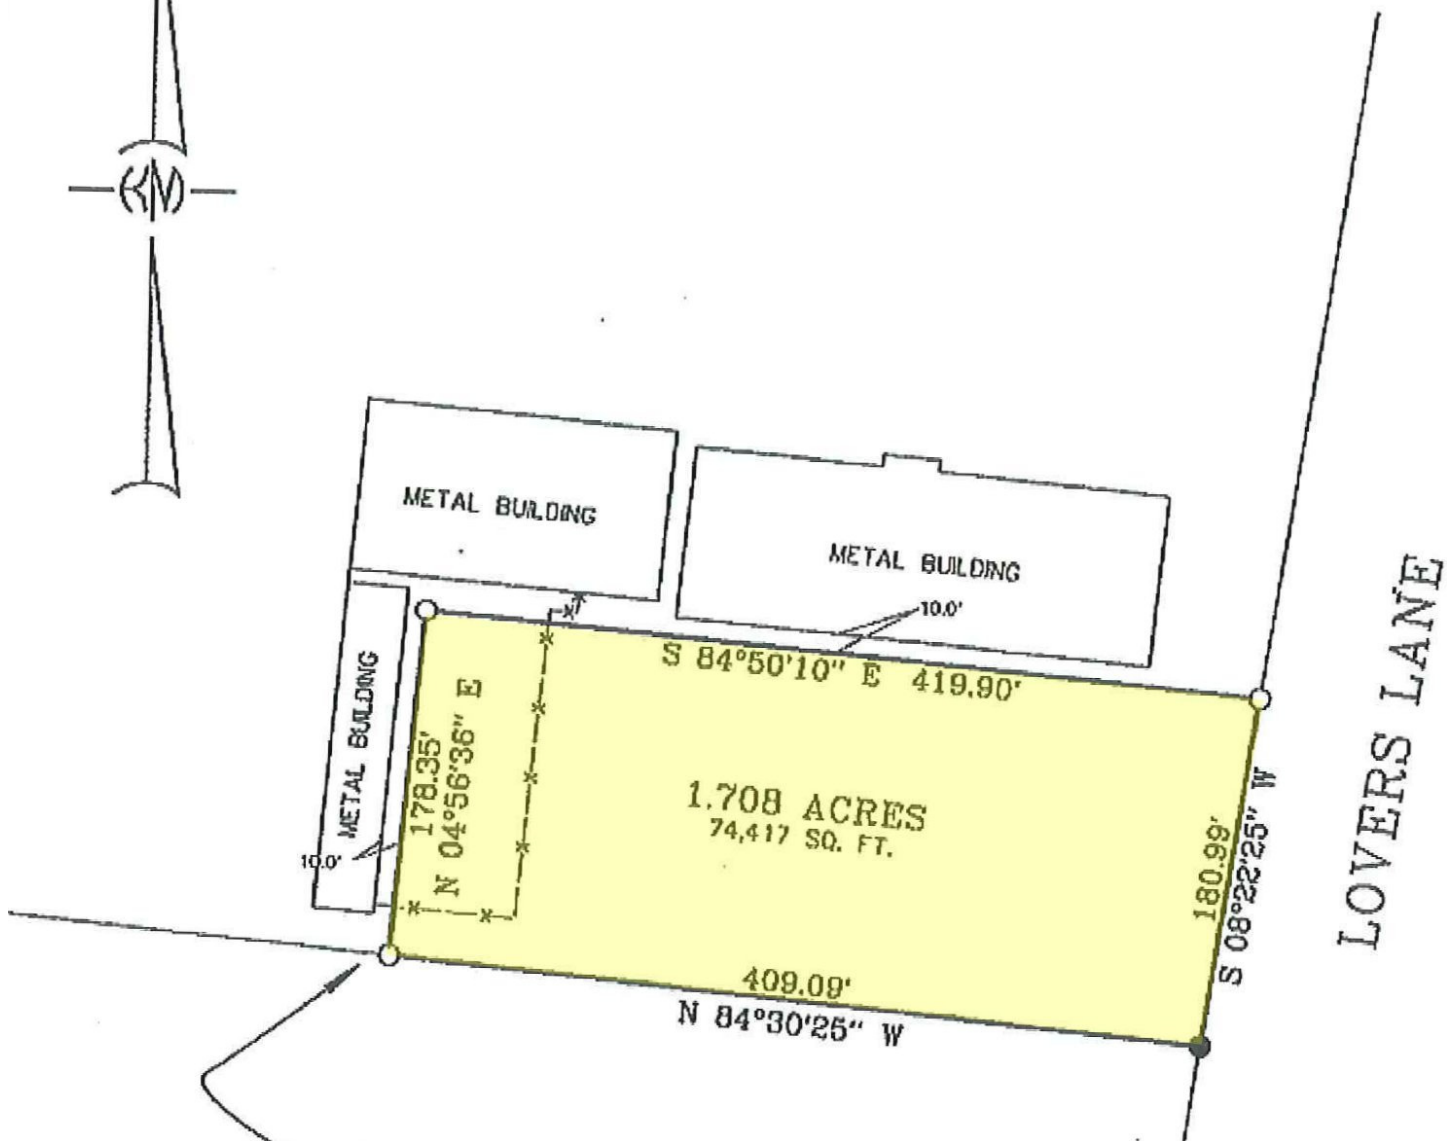 METAL BUILDING
METAL BUILDING
10.0'
S 84°50'10" E 419.90'
METAL BUILDING
10.0'
178.35'
N 04°56'36" E
1.708 ACRES
74,417 SQ. FT.
180.99'
S 08°22'25" W
LOVERS LANE
409.09'
N 84°30'25" W